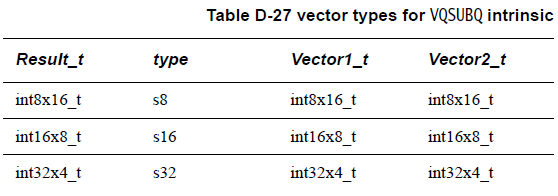 Table D-27 vector types for VQSUBQ intrinsic
Result_t type Vector1_t Vector2_t
int8x16_t s8 int8x16_t int8x16_t
int16x8_t s16 int16x8_t int16x8_t
int32x4_t s32 int32x4_t int32x4_t